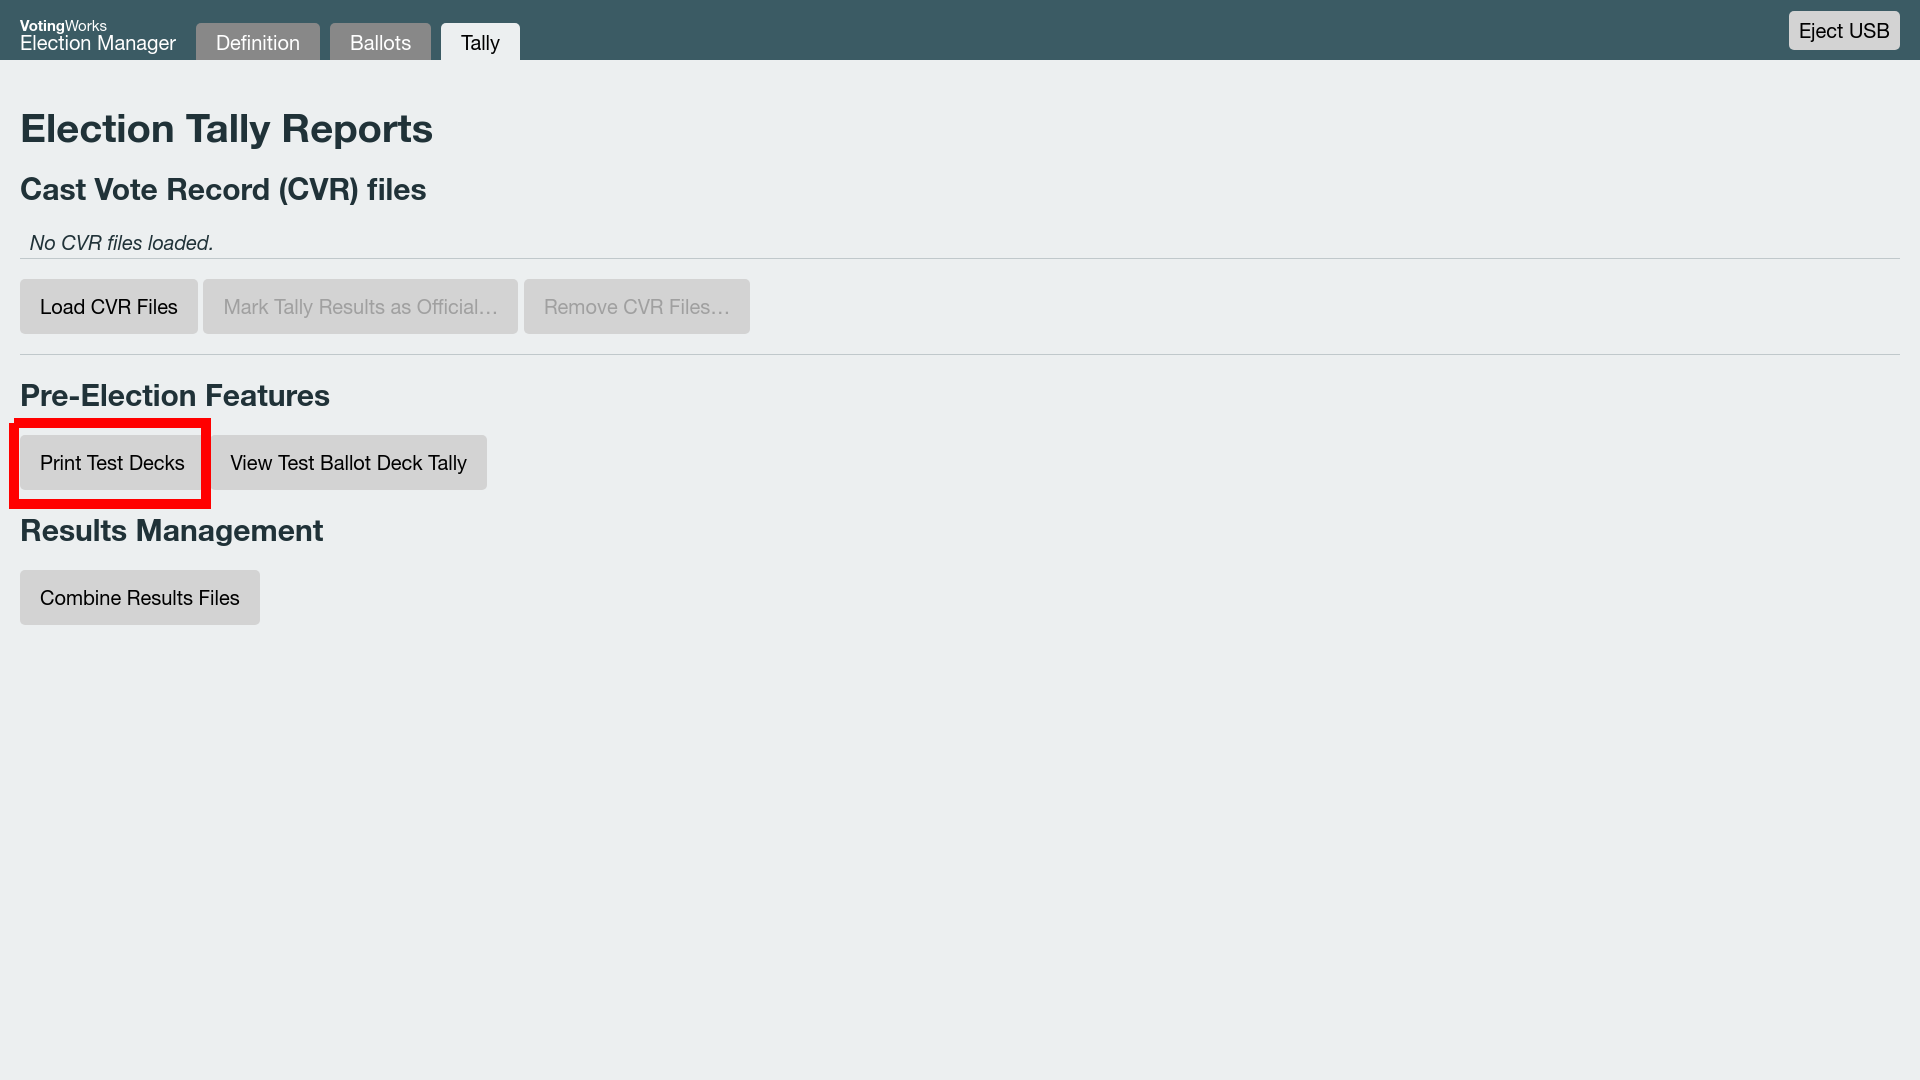 VotingWorks
Election Manager
Definition
Ballots
Tally
Eject USB
Election Tally Reports
Cast Vote Record (CVR) files
No CVR files loaded.
Load CVR Files
Mark Tally Results as Official…
Remove CVR Files…
Pre-Election Features
Print Test Decks
View Test Ballot Deck Tally
Results Management
Combine Results Files